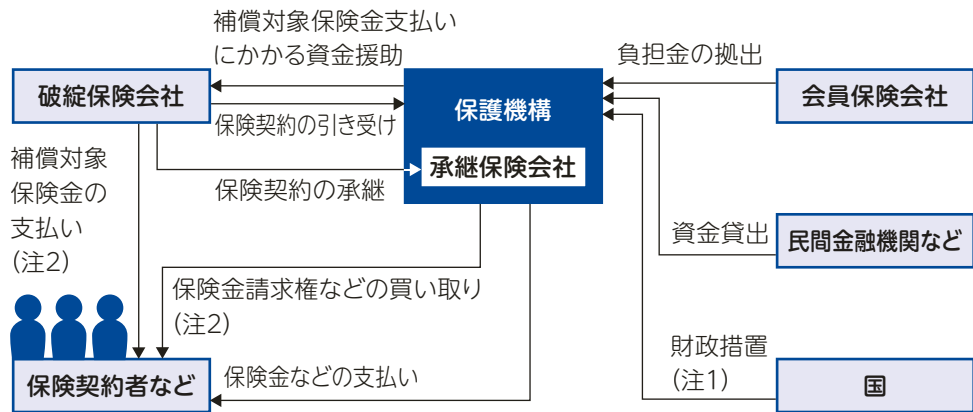 補償対象保険金支払い
にかかる資金援助
破綻保険会社
保険契約の引き受け
保険契約の承継
保護機構
承継保険会社
負担金の拠出
会員保険会社
資金貸出
民間金融機関など
財政措置
(注1)
国
補償対象
保険金の
支払い
(注2)
保険金請求権などの買い取り
(注2)
保険契約者など
保険金などの支払い